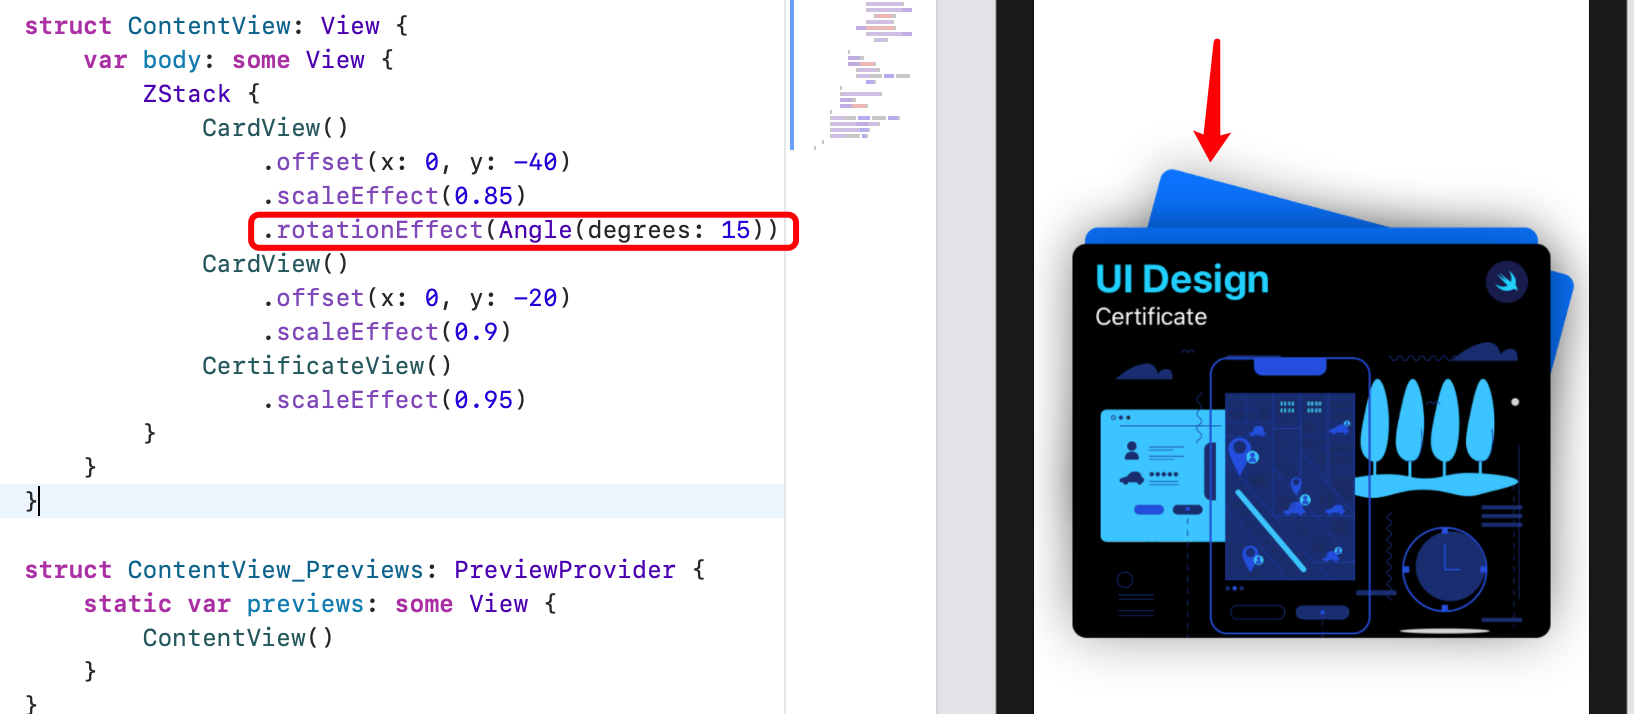 struct ContentView: View {
var body: some View {
ZStack {
CardView()
.offset(x: 0, y: -40)
.scaleEffect(0.85)
.rotationEffect(Angle(degrees: 15))
CardView()
.offset(x: 0, y: -20)
.scaleEffect(0.9)
CertificateView()
.scaleEffect(0.95)
}
}
}
struct ContentView_Previews: PreviewProvider {
static var previews: some View {
ContentView()
}
}
UI Design
Certificate